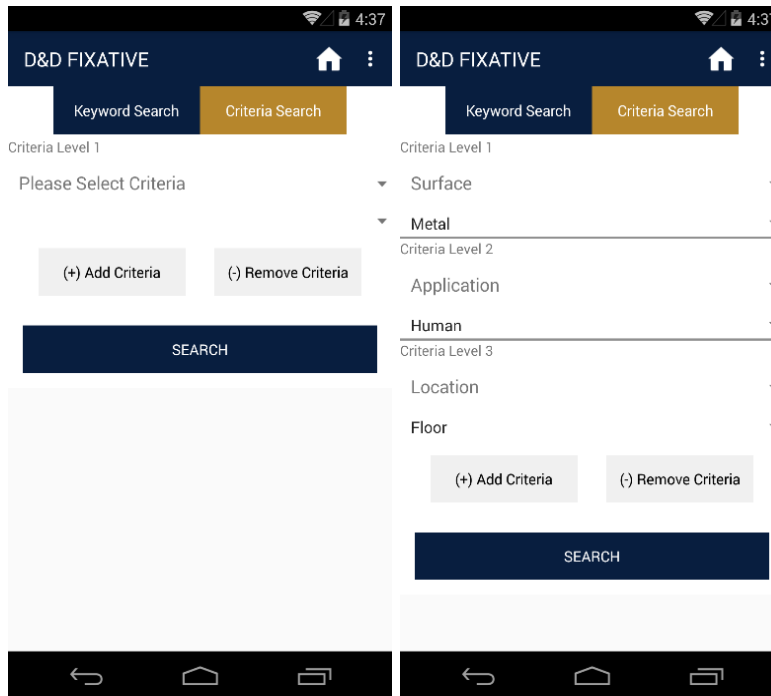 4:37
D&D FIXATIVE
Keyword Search Criteria Search
Criteria Level 1
Please Select Criteria
(+) Add Criteria (-) Remove Criteria
SEARCH
4:37
D&D FIXATIVE
Keyword Search Criteria Search
Criteria Level 1
Surface
Metal
Criteria Level 2
Application
Human
Criteria Level 3
Location
Floor
(+) Add Criteria (-) Remove Criteria
SEARCH